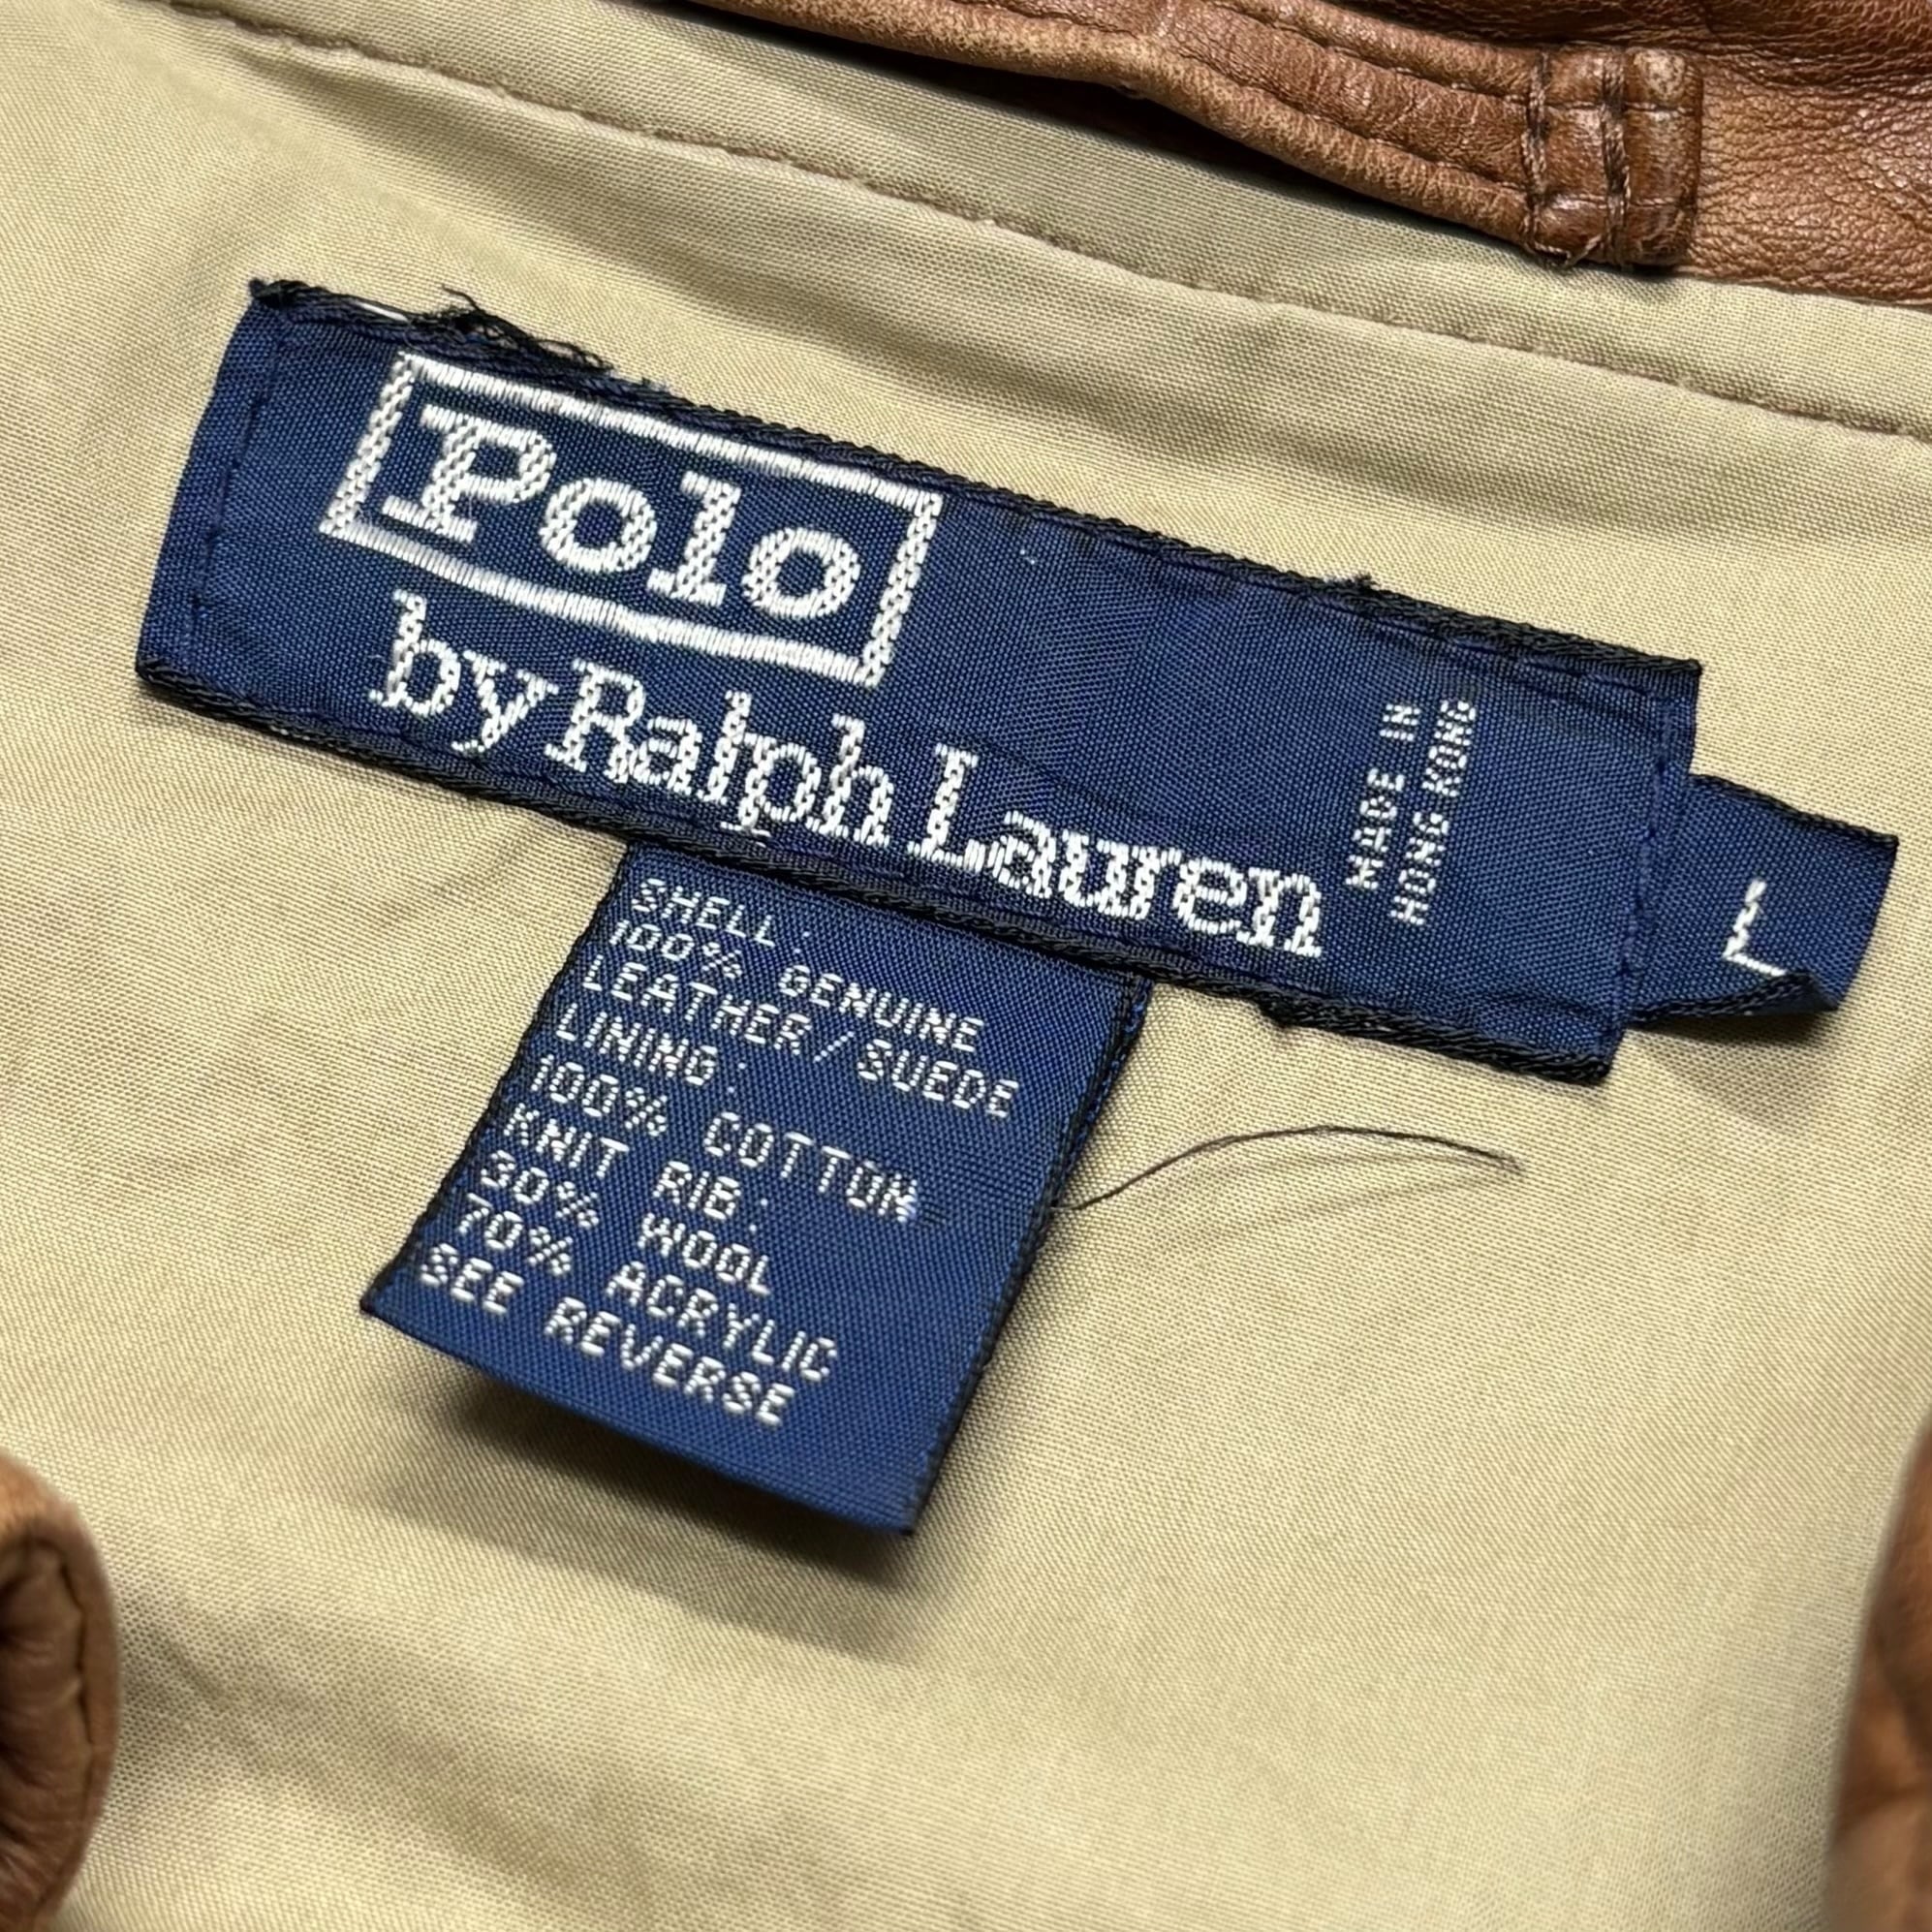 Polo
by Ralph Lauren
MADE IN
HONG KONG
L
SHELL:
100% GENUINE
LEATHER/SUEDE
LINING:
100% COTTON
KNIT RIB:
30% WOOL
70% ACRYLIC
SEE REVERSE